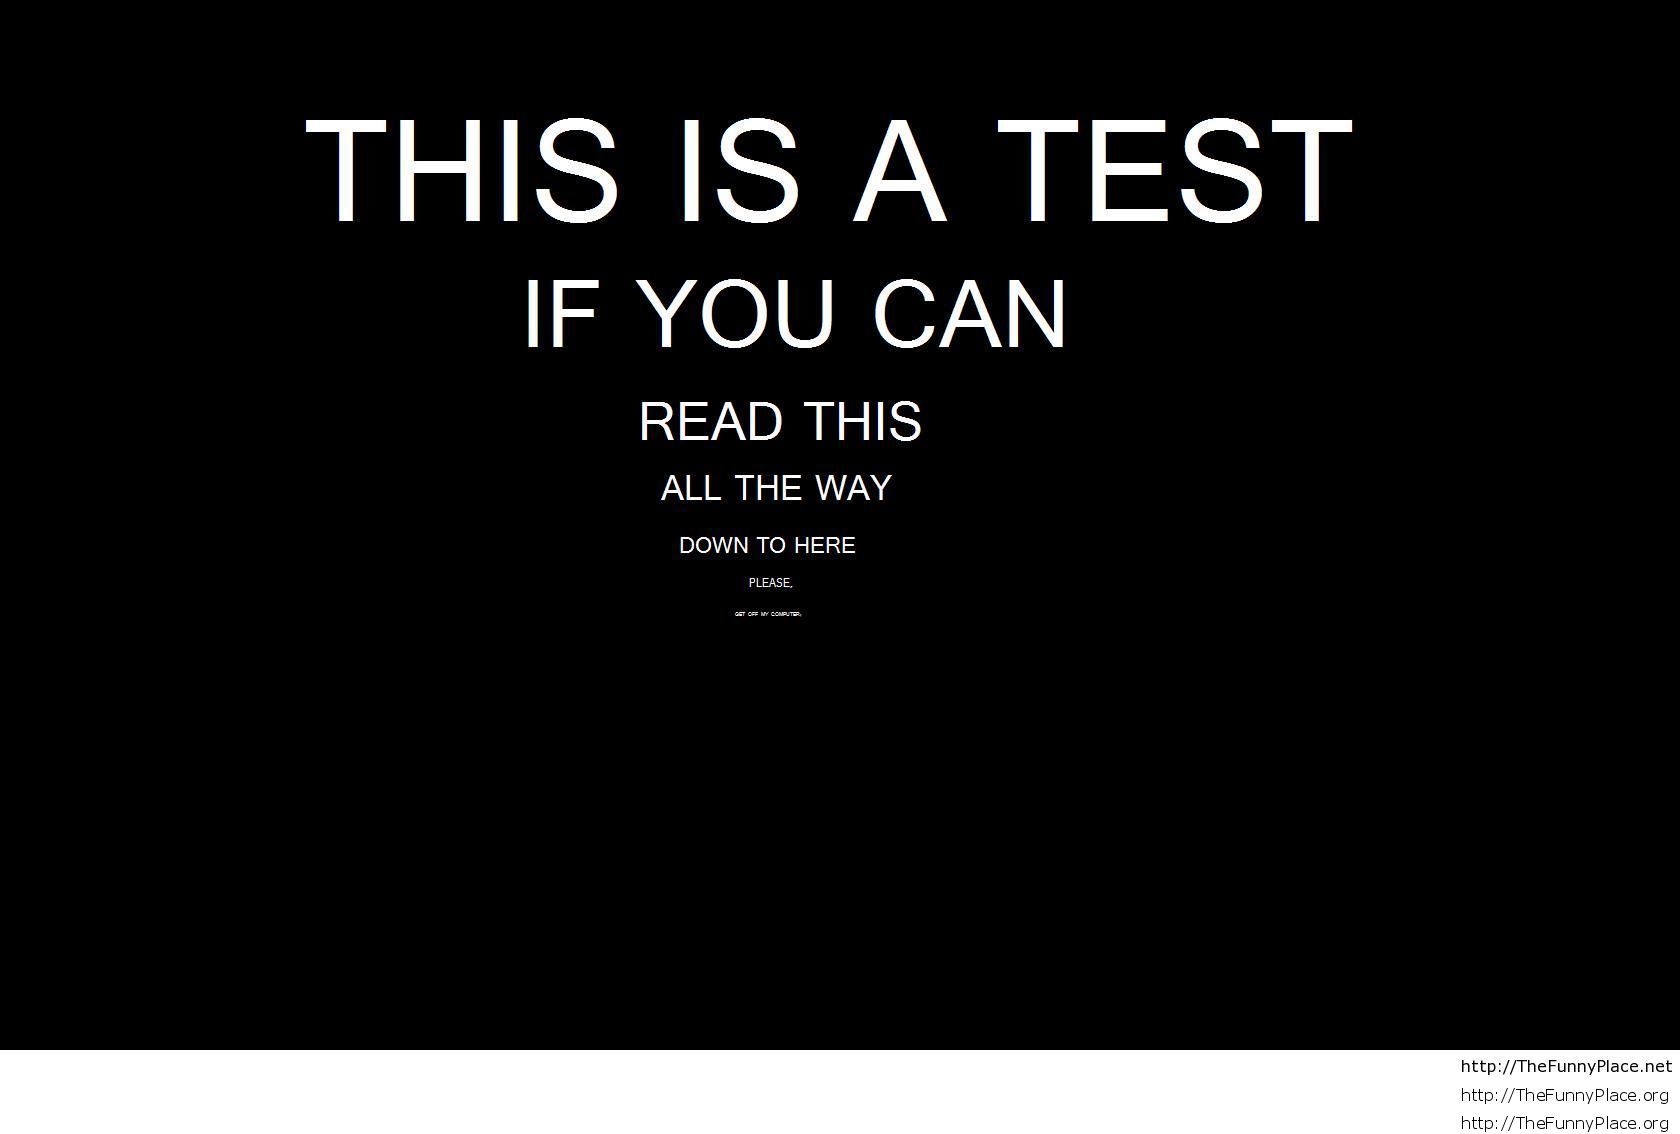 THIS IS A TEST
IF YOU CAN
READ THIS
ALL THE WAY
DOWN TO HERE
PLEASE,
GET OFF MY COMPUTER.
http://TheFunnyPlace.net
http://TheFunnyPlace.org
http://TheFunnyPlace.org